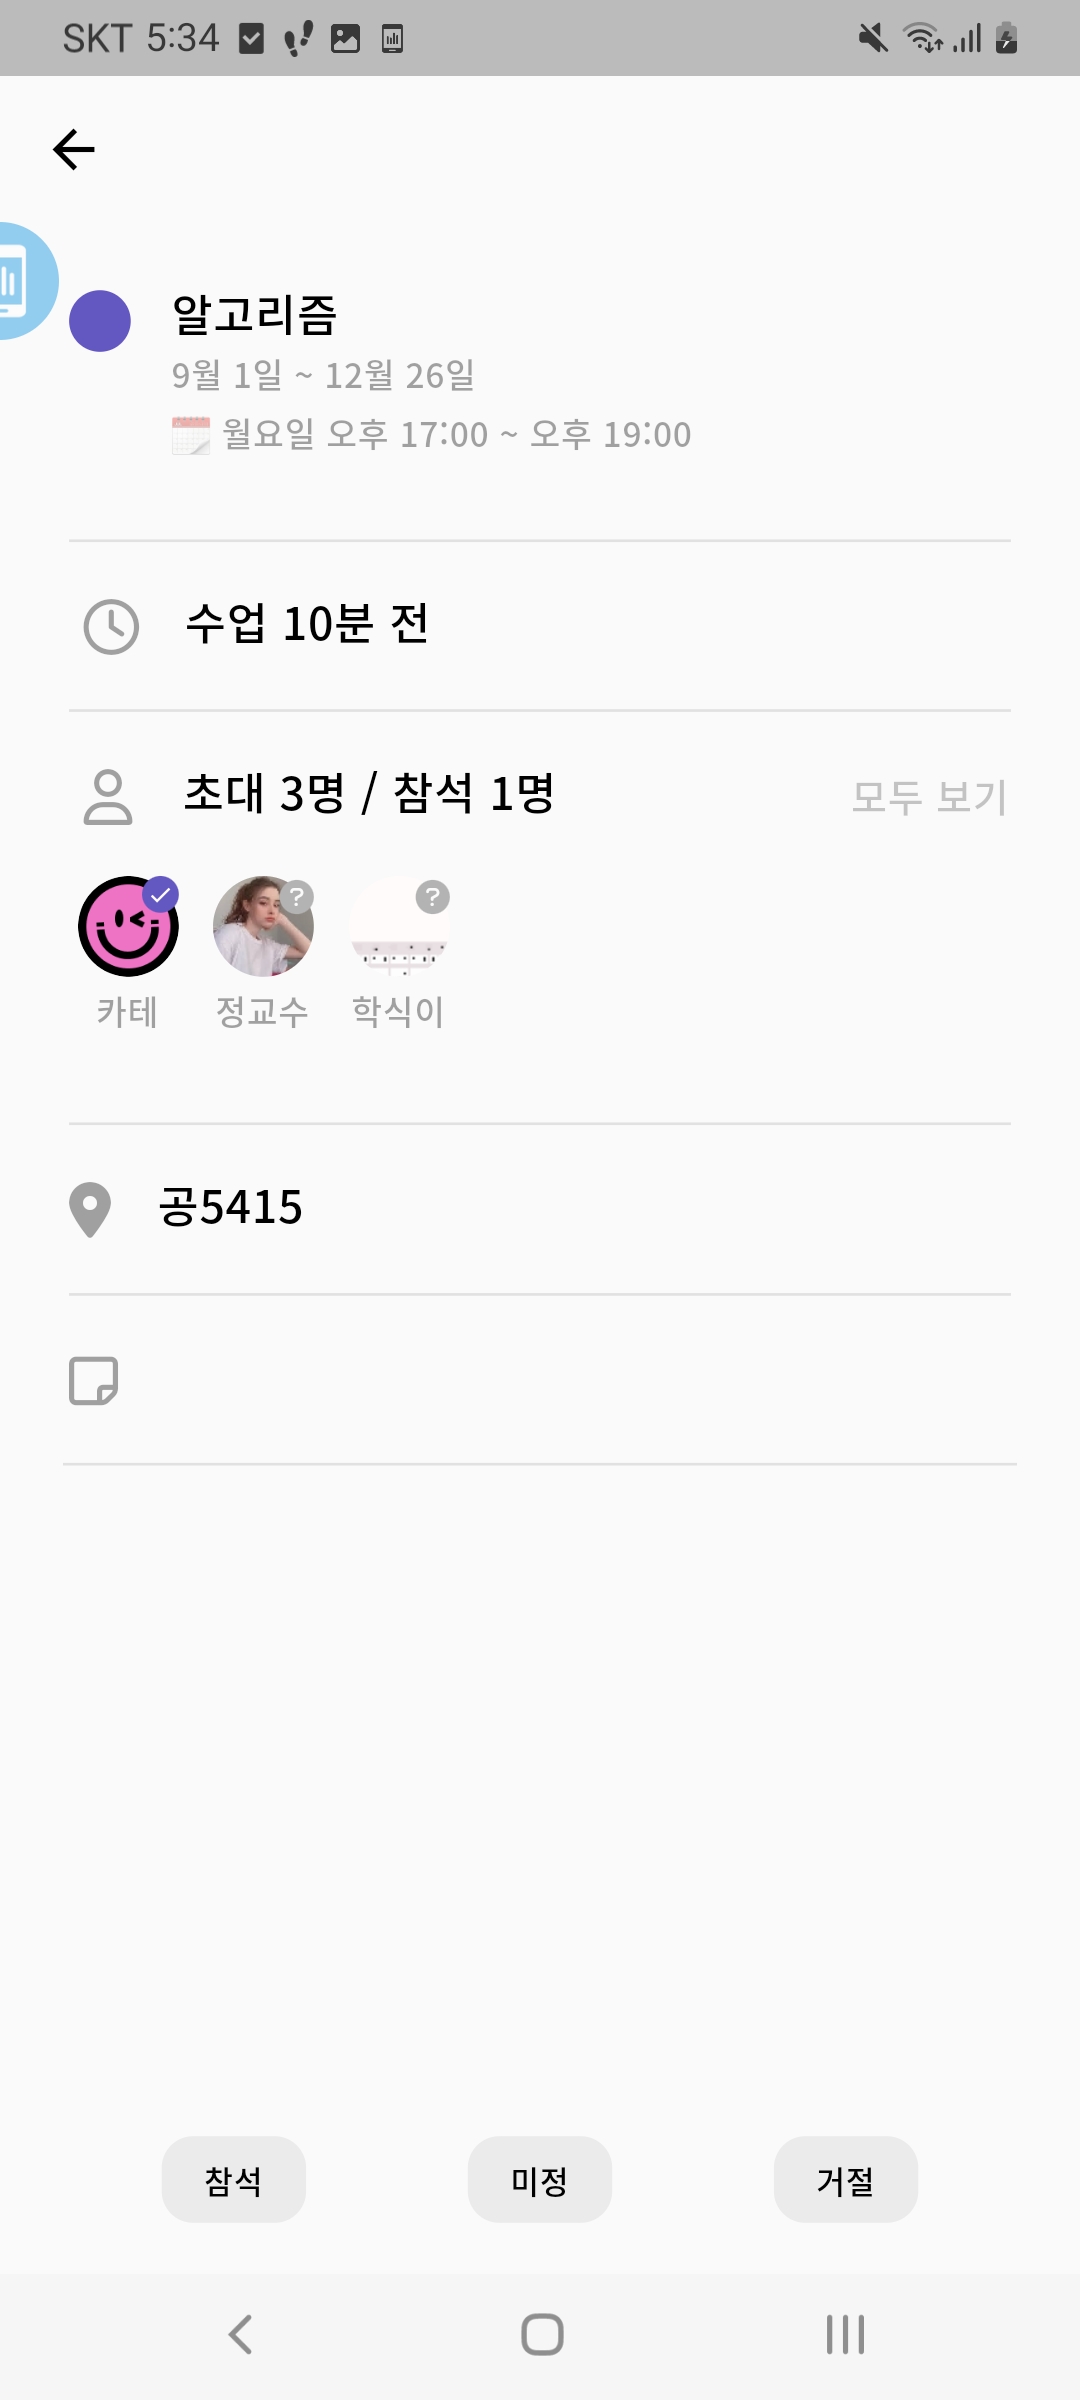 SKT 5:34
알고리즘
9월 1일 ~ 12월 26일
월요일 오후 17:00 ~ 오후 19:00
수업 10분 전
초대 3명 / 참석 1명
모두 보기
?
?
카테
정교수
학식이
공5415
참석
미정
거절